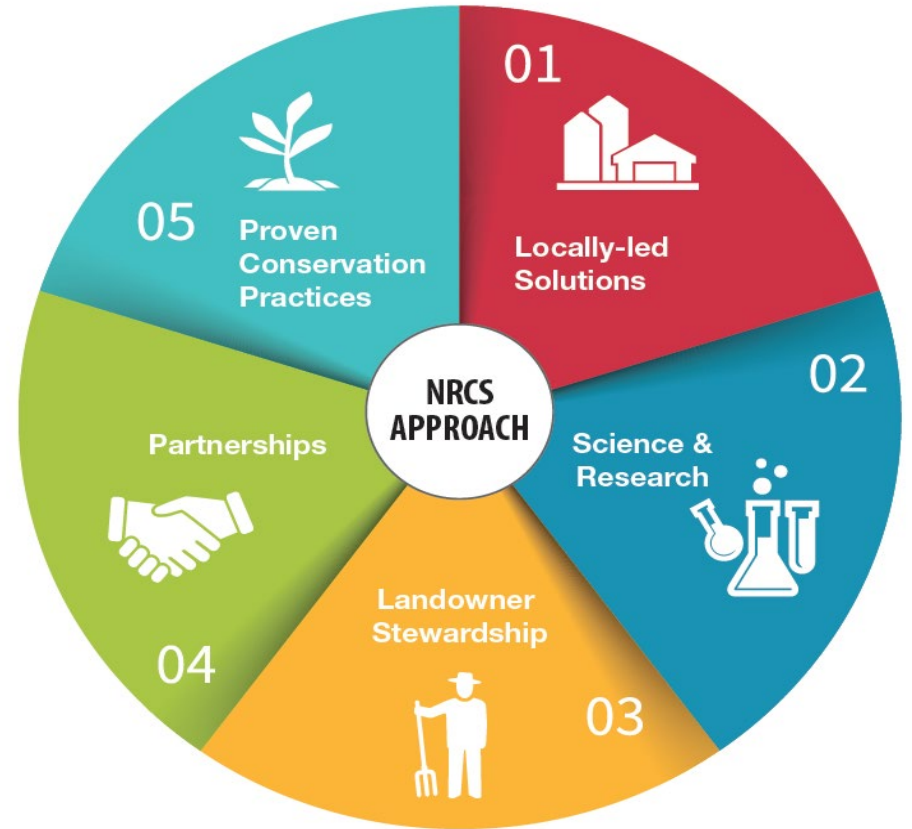 NRCS
APPROACH
01
Locally-led
Solutions
02
Science &
Research
03
Landowner
Stewardship
04
Partnerships
05
Proven
Conservation
Practices